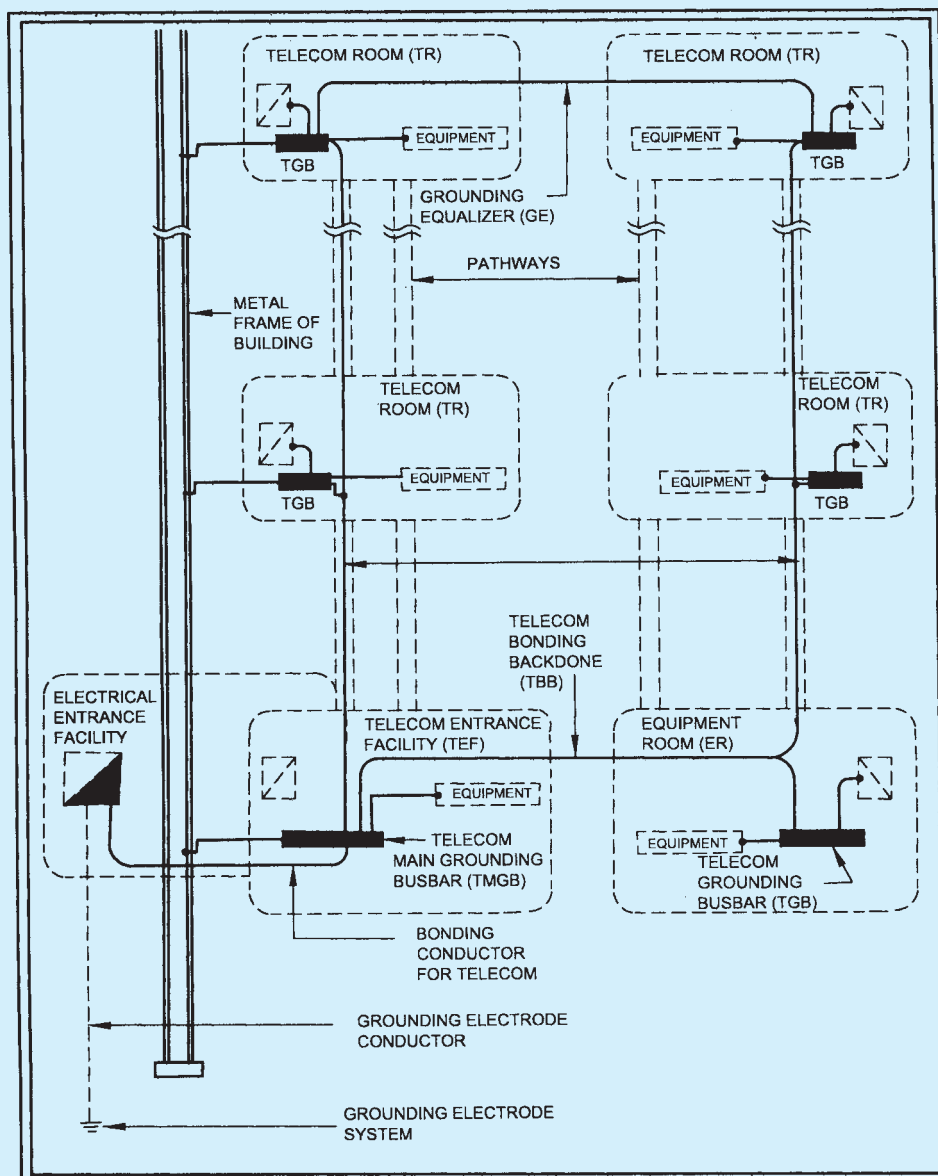 TELECOM ROOM (TR)
TELECOM ROOM (TR)
EQUIPMENT
EQUIPMENT
TGB
TGB
GROUNDING
EQUALIZER (GE)
PATHWAYS
METAL
FRAME OF
BUILDING
TELECOM
ROOM (TR)
TELECOM
ROOM (TR)
EQUIPMENT
EQUIPMENT
TGB
TGB
TELECOM
BONDING
BACKDONE
(TBB)
ELECTRICAL
ENTRANCE
FACILITY
TELECOM ENTRANCE
FACILITY (TEF)
EQUIPMENT
ROOM (ER)
EQUIPMENT
EQUIPMENT
TELECOM
MAIN GROUNDING
BUSBAR (TMGB)
TELECOM
GROUNDING
BUSBAR (TGB)
BONDING
CONDUCTOR
FOR TELECOM
GROUNDING ELECTRODE
CONDUCTOR
GROUNDING ELECTRODE
SYSTEM